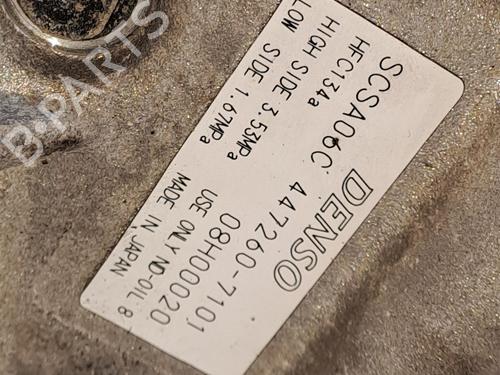 B-PARTS
SCSA06C 447260-7101
HFC134a
HIGH SIDE 3.53MPa
LOW SIDE 1.67MPa
DENSO
08H00020
USE ONLY ND-OIL 8
MADE IN JAPAN